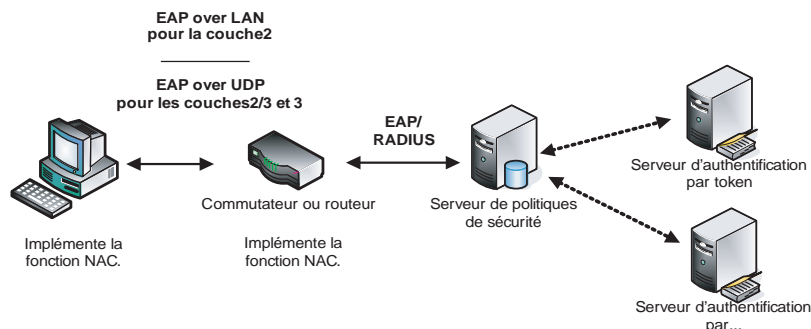 EAP over LAN
pour la couche2
EAP over UDP
pour les couches2/3 et 3
EAP/
RADIUS
Serveur d'authentification
par token
Commutateur ou routeur
Serveur de politiques
de sécurité
Implémente la
fonction NAC.
Implémente la
fonction NAC.
Serveur d'authentification
par...